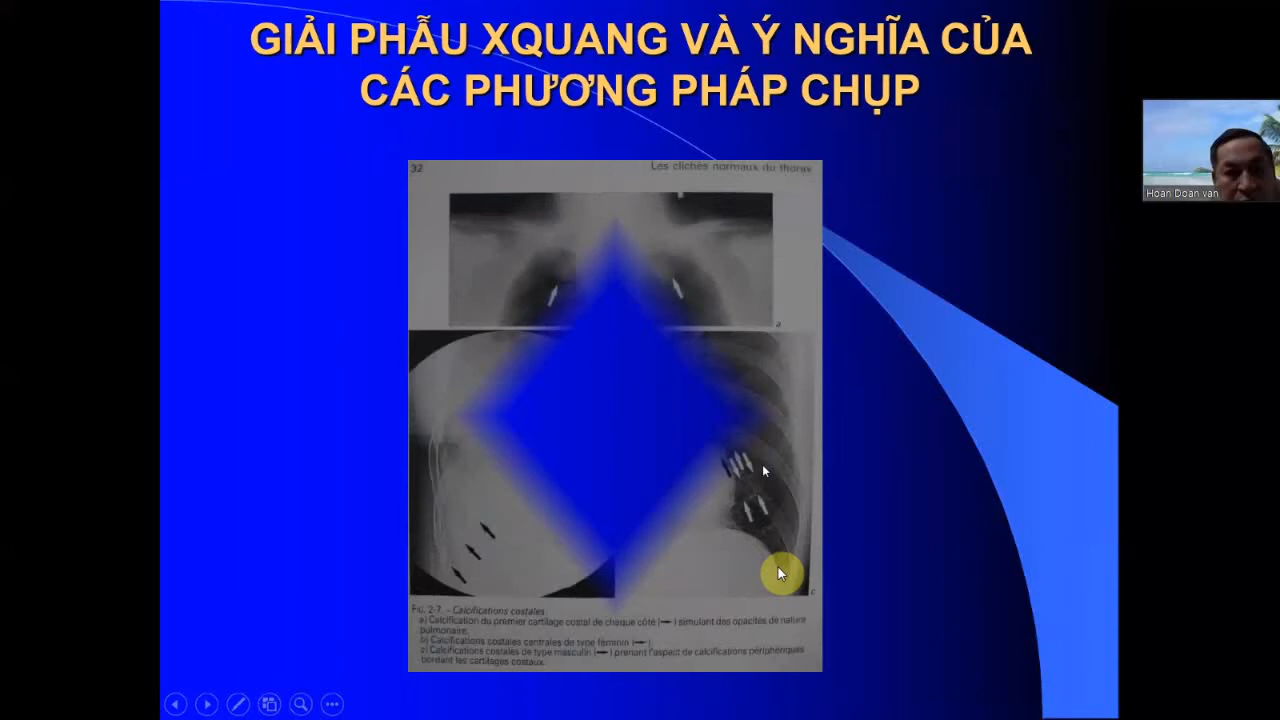 GIẢI PHẪU XQUANG VÀ Ý NGHĨA CỦA
CÁC PHƯƠNG PHÁP CHỤP
Hoan Doan van
32
Les clichés normaux du thorax
a
c
FIG. 2-7. - Calcifications costales.
a) Calcification du premier cartilage costal de chaque côté (→) simulant des opacités de nature
pulmonaire.
b) Calcifications costales centrales de type féminin (→).
c) Calcifications costales de type masculin (→) prenant l'aspect de calcifications périphériques
bordant les cartilages costaux.